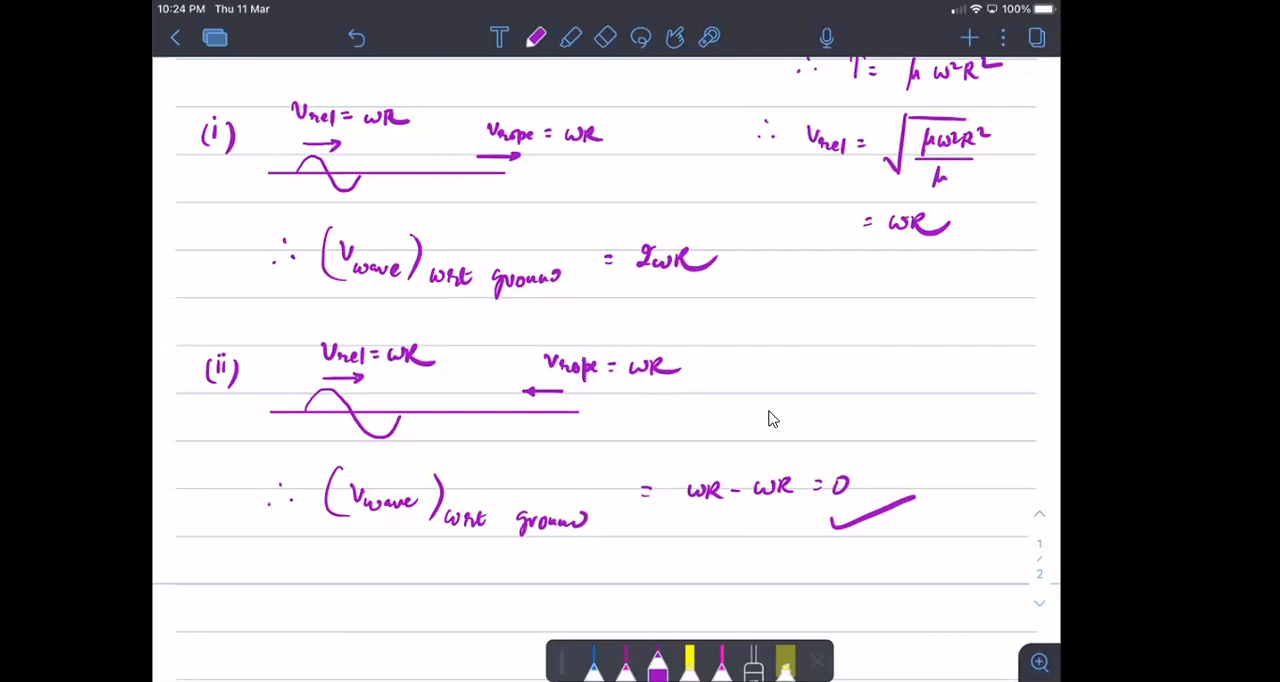 10:24 PM Thu 11 Mar
100%
T
∴ T = μω²R²
(i) Vrel = ωR
Vrope = ωR
∴ Vrel = √(μω²R²/μ)
= ωR
∴ (Vwave) wrt ground = 2ωR
(ii) Vrel = ωR
Vrope = ωR
∴ (Vwave) wrt ground = ωR - ωR = 0
1
/
2